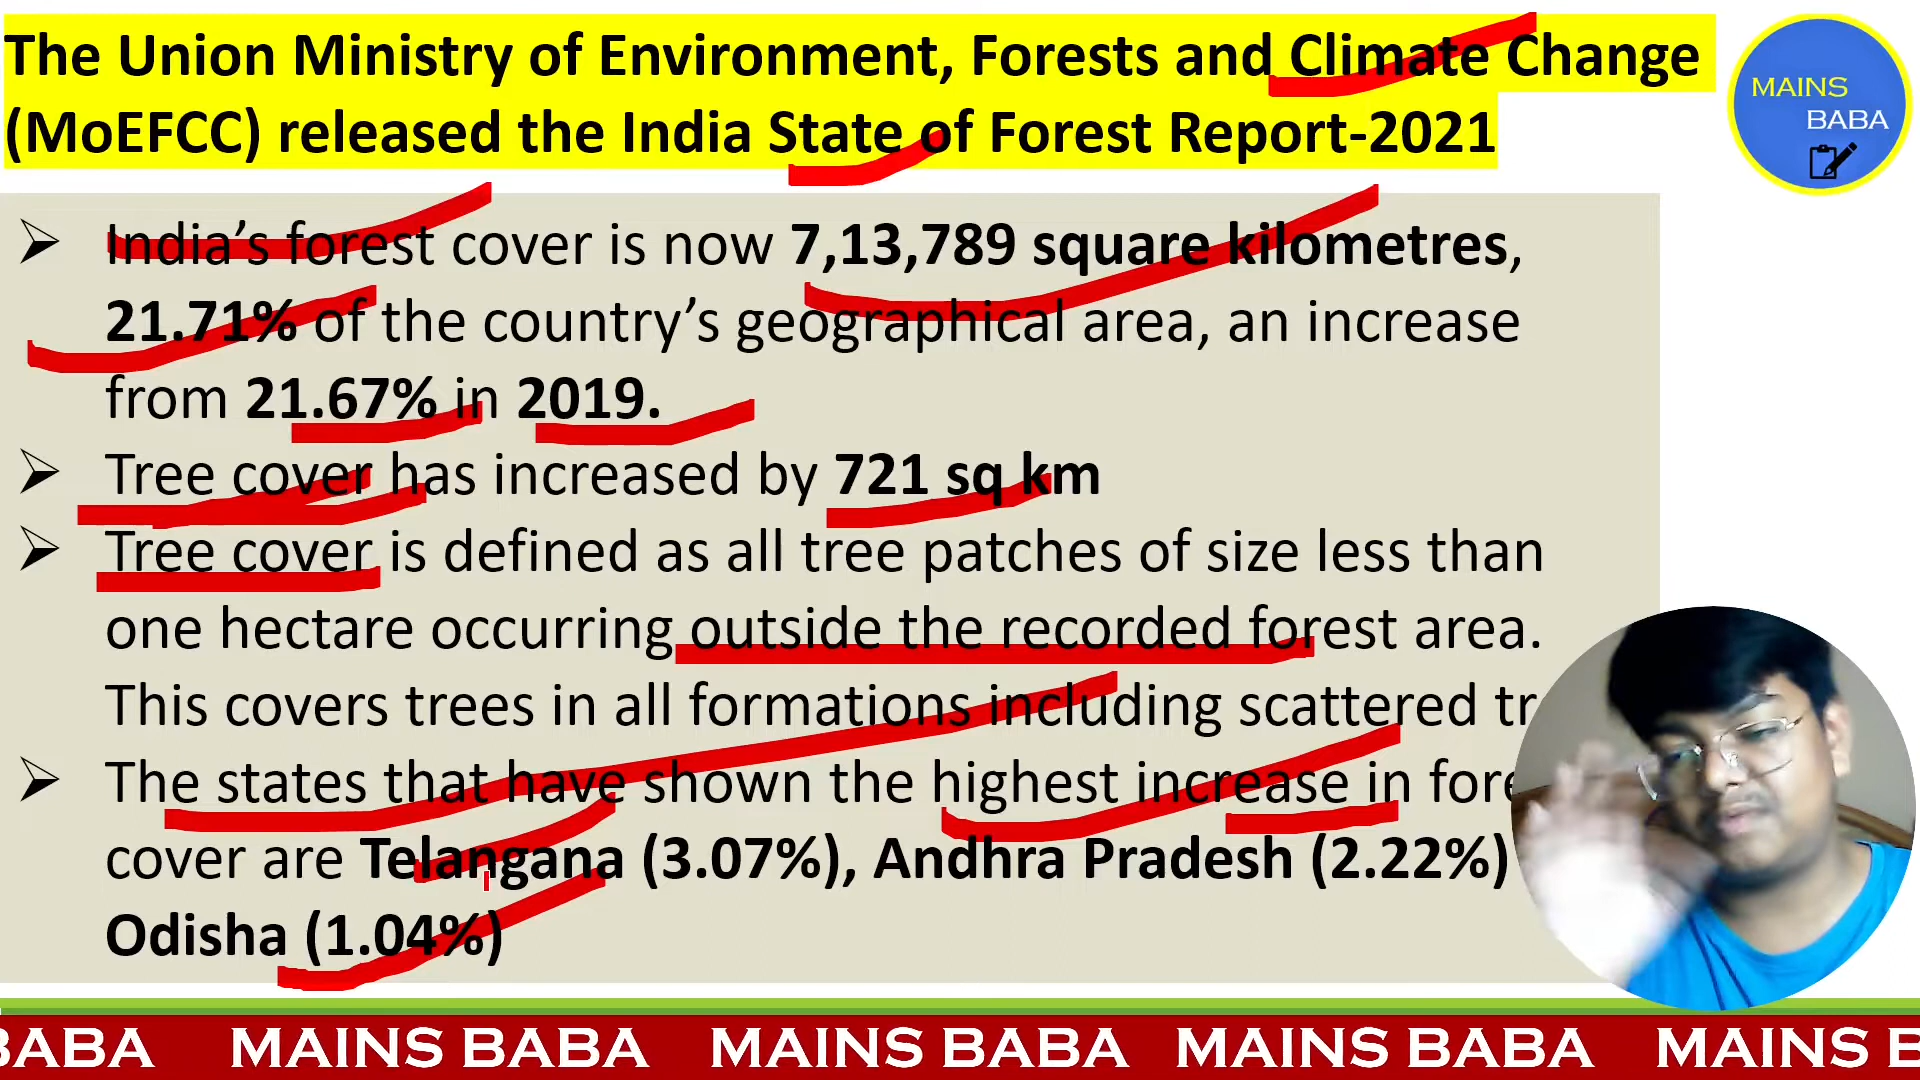 The Union Ministry of Environment, Forests and Climate Change
(MoEFCC) released the India State of Forest Report-2021
MAINS
BABA
➢ India’s forest cover is now 7,13,789 square kilometres,
21.71% of the country’s geographical area, an increase
from 21.67% in 2019.
➢ Tree cover has increased by 721 sq km
➢ Tree cover is defined as all tree patches of size less than
one hectare occurring outside the recorded forest area.
This covers trees in all formations including scattered
➢ The states that have shown the highest increase in
cover are Telangana (3.07%), Andhra Pradesh (2.22%)
Odisha (1.04%)
BABA MAINS BABA MAINS BABA MAINS BABA MAINS